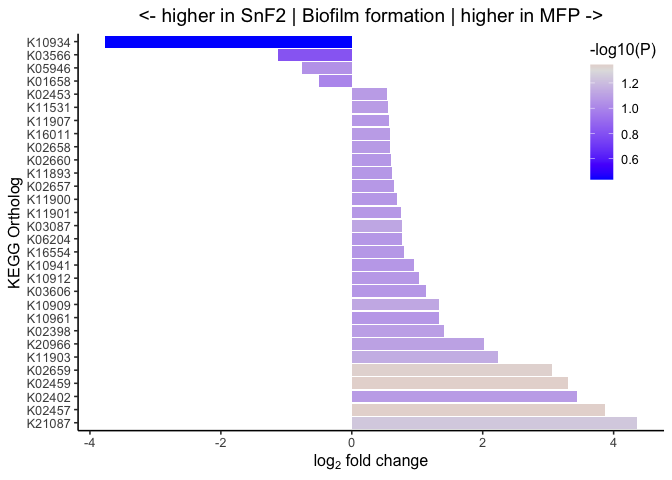 <- higher in SnF2 | Biofilm formation | higher in MFP ->
-log10(P)
1.2
1.0
0.8
0.6
KEGG Ortholog
K10934
K03566
K05946
K01658
K02453
K11531
K11907
K16011
K02658
K02660
K11893
K02657
K11900
K11901
K03087
K06204
K16554
K10941
K10912
K03606
K10909
K10961
K02398
K20966
K11903
K02659
K02459
K02402
K02457
K21087
-4 -2 0 2 4
log2 fold change